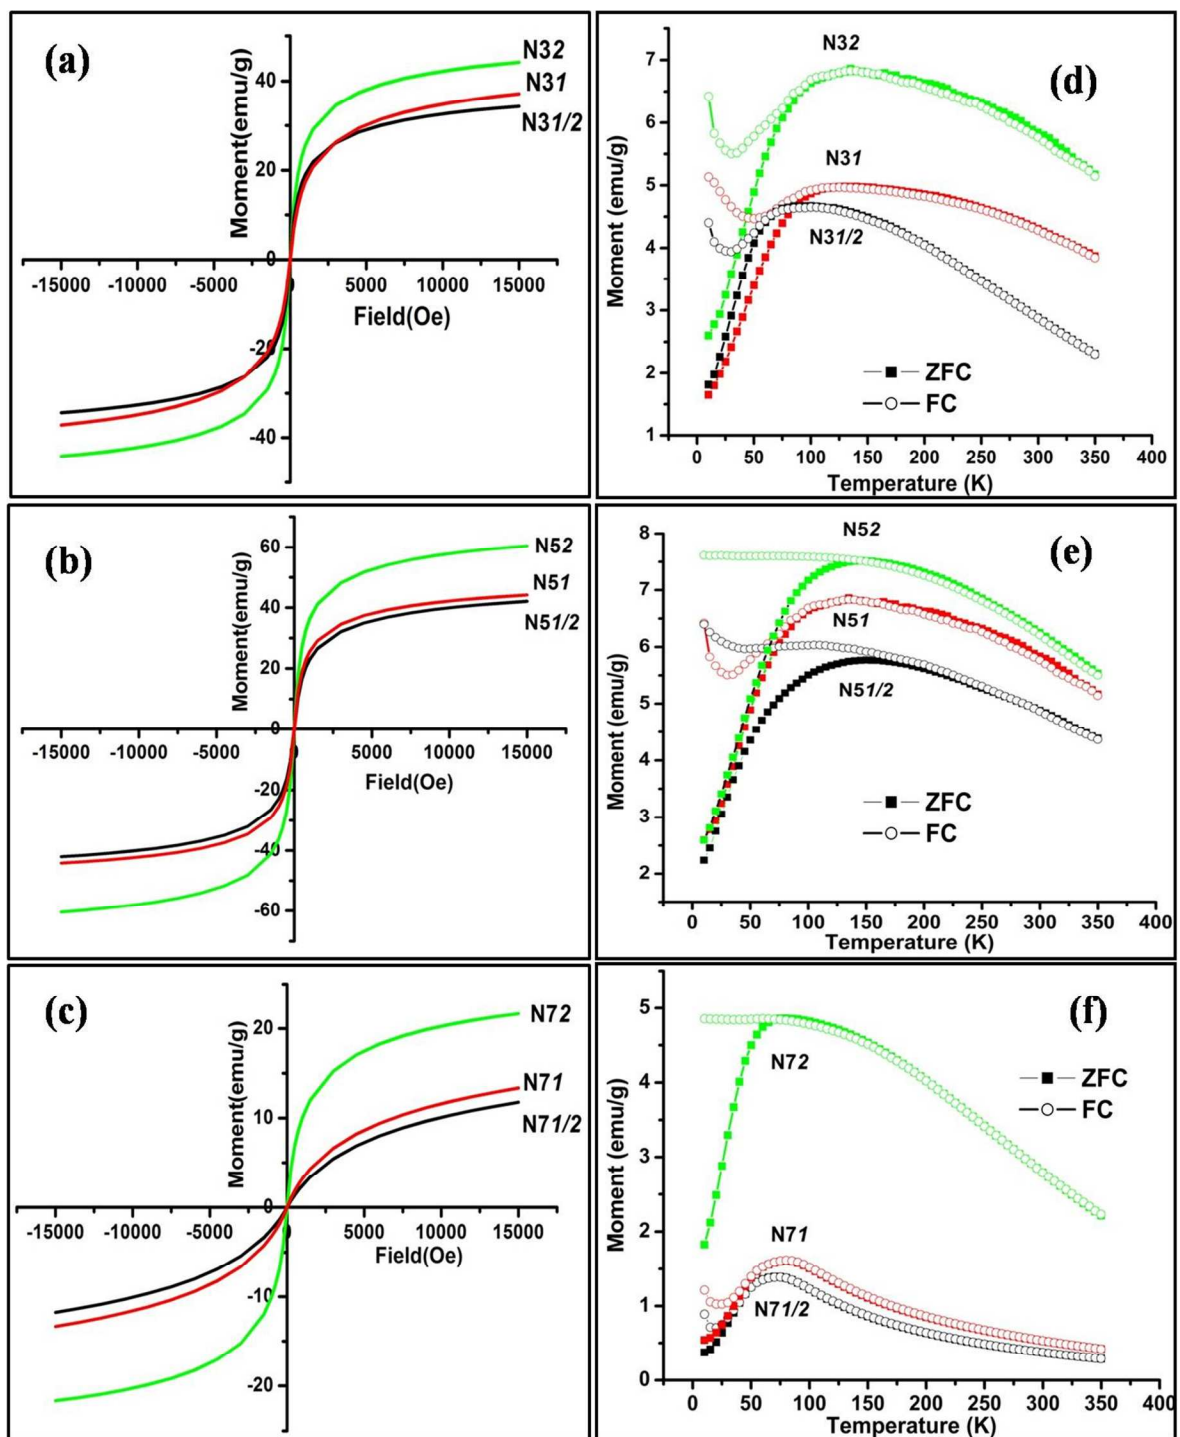 (a)
N32
N31
N31/2
Moment(emu/g)
40
20
0
-20
-40
-15000 -10000 -5000 0 5000 10000 15000
Field(Oe)
(d)
N32
N31
N31/2
Moment (emu/g)
7
6
5
4
3
2
1
ZFC
FC
0 50 100 150 200 250 300 350 400
Temperature (K)
(b)
N52
N51
N51/2
Moment(emu/g)
60
40
20
0
-20
-40
-60
-15000 -10000 -5000 0 5000 10000 15000
Field(Oe)
(e)
N52
N51
N51/2
Moment (emu/g)
8
7
6
5
4
3
2
ZFC
FC
0 50 100 150 200 250 300 350 400
Temperature (K)
(c)
N72
N71
N71/2
Moment(emu/g)
20
10
0
-10
-20
-15000 -10000 -5000 0 5000 10000 15000
Field(Oe)
(f)
N72
N71
N71/2
Moment (emu/g)
5
4
3
2
1
0
ZFC
FC
0 50 100 150 200 250 300 350 400
Temperature (K)